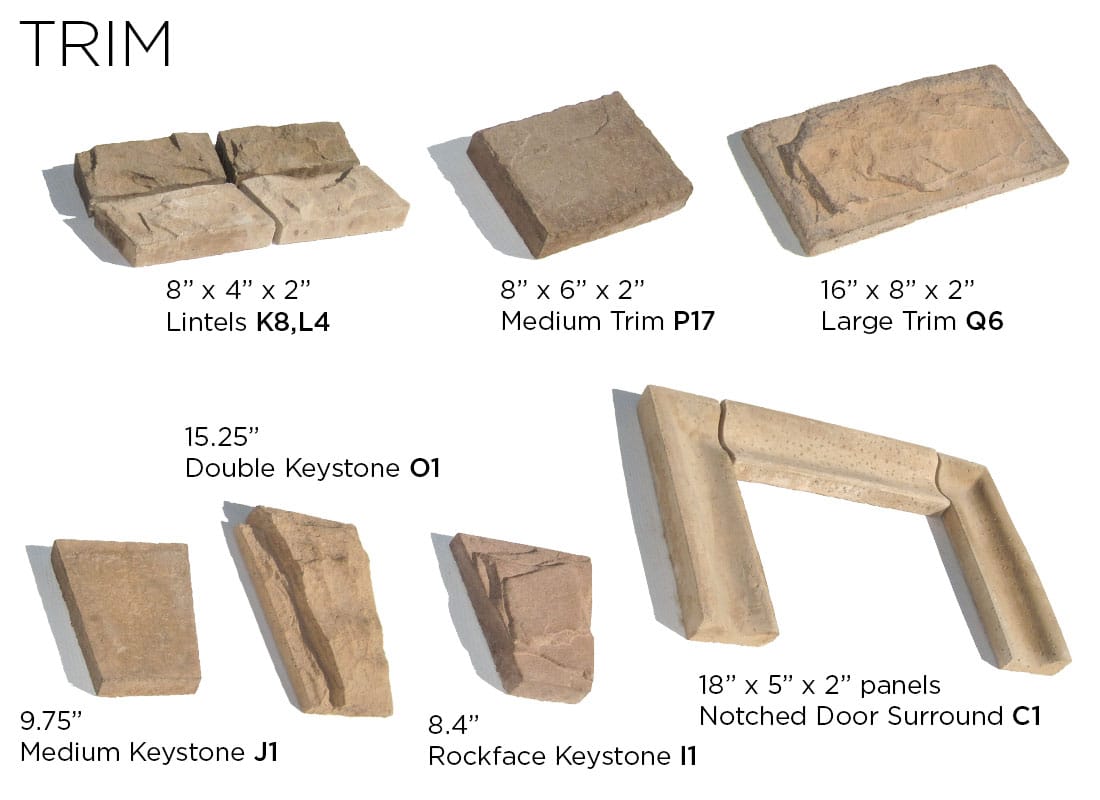 TRIM
8” x 4” x 2”
Lintels K8,L4
8” x 6” x 2”
Medium Trim P17
16” x 8” x 2”
Large Trim Q6
15.25”
Double Keystone O1
9.75”
Medium Keystone J1
8.4”
Rockface Keystone I1
18” x 5” x 2” panels
Notched Door Surround C1